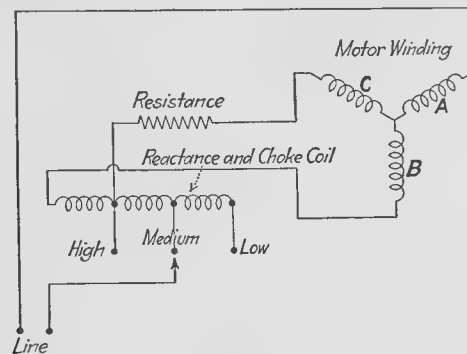 Motor Winding
C
A
Resistance
Reactance and Choke Coil
B
High
Medium
Low
Line